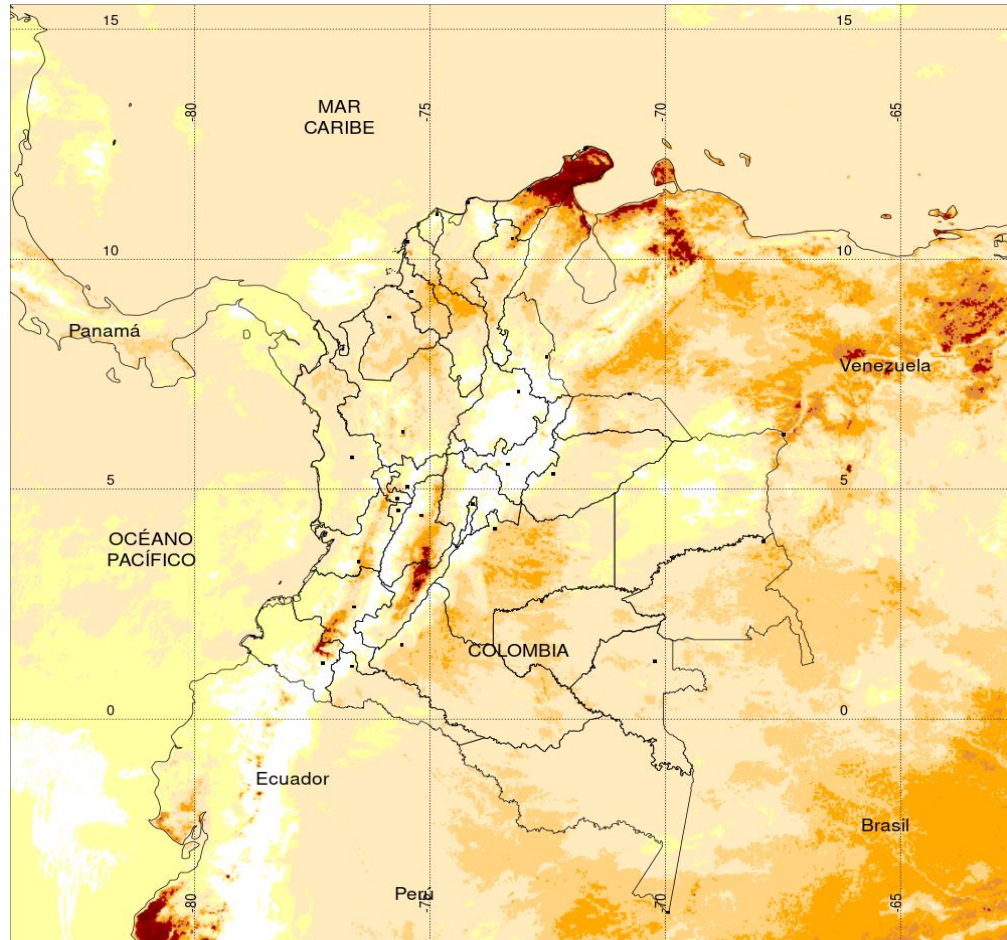 15
15
-80
-75
-70
-65
MAR
CARIBE
10
10
Panamá
Venezuela
5
5
OCÉANO
PACÍFICO
COLOMBIA
0
0
Ecuador
Brasil
Perú
-80
-75
-70
-65